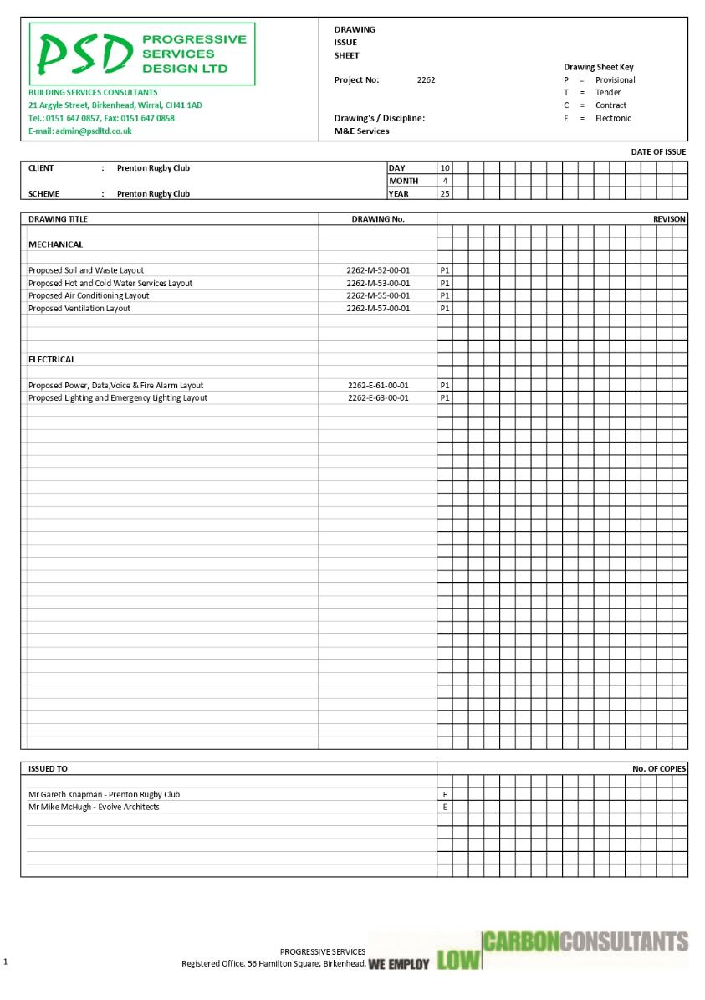 PSD PROGRESSIVE
SERVICES
DESIGN LTD
BUILDING SERVICES CONSULTANTS
21 Argyle Street, Birkenhead, Wirral, CH41 1AD
Tel.: 0151 647 0857, Fax: 0151 647 0858
E-mail: admin@psdltd.co.uk
DRAWING
ISSUE
SHEET
Project No: 2262
Drawing's / Discipline:
M&E Services
Drawing Sheet Key
P = Provisional
T = Tender
C = Contract
E = Electronic
DATE OF ISSUE
CLIENT : Prenton Rugby Club DAY 10
MONTH 4
SCHEME : Prenton Rugby Club YEAR 25
DRAWING TITLE DRAWING No. REVISON
MECHANICAL
Proposed Soil and Waste Layout 2262-M-52-00-01 P1
Proposed Hot and Cold Water Services Layout 2262-M-53-00-01 P1
Proposed Air Conditioning Layout 2262-M-55-00-01 P1
Proposed Ventilation Layout 2262-M-57-00-01 P1
ELECTRICAL
Proposed Power, Data,Voice & Fire Alarm Layout 2262-E-61-00-01 P1
Proposed Lighting and Emergency Lighting Layout 2262-E-63-00-01 P1
ISSUED TO No. OF COPIES
Mr Gareth Knapman - Prenton Rugby Club E
Mr Mike McHugh - Evolve Architects E
PROGRESSIVE SERVICES
Registered Office. 56 Hamilton Square, Birkenhead,
WE EMPLOY LOW CARBONCONSULTANTS
1